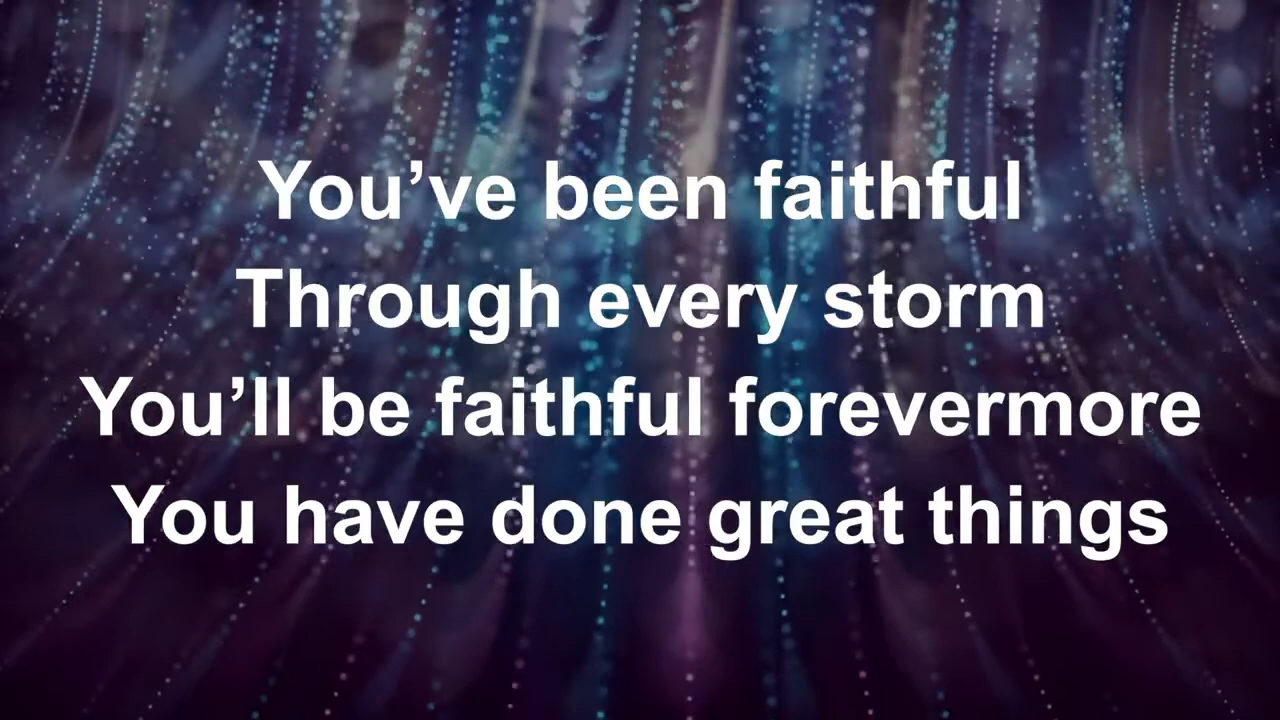 You’ve been faithful
Through every storm
You’ll be faithful forevermore
You have done great things